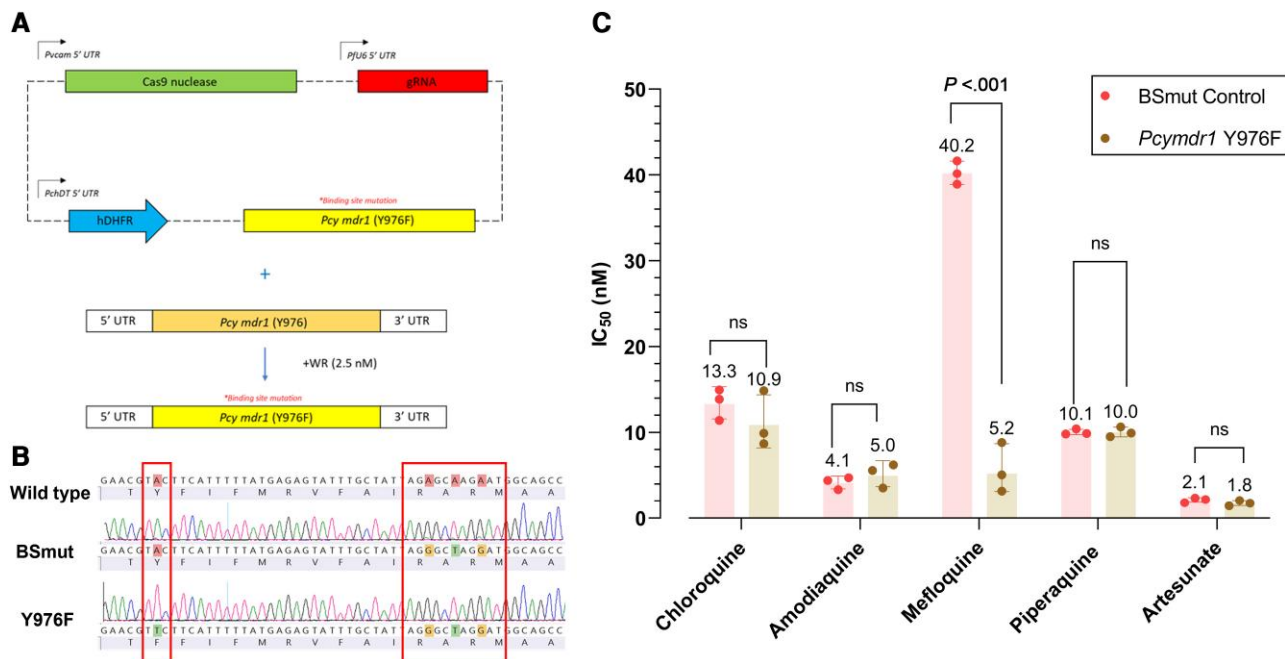 A
Pvcam 5' UTR
PfU6 5' UTR
Cas9 nuclease
gRNA
PchDT 5' UTR
*Binding site mutation
hDHFR
Pcy mdr1 (Y976F)
+
5' UTR
Pcy mdr1 (Y976)
3' UTR
+WR (2.5 nM)
*Binding site mutation
5' UTR
Pcy mdr1 (Y976F)
3' UTR
B
GAACGTACTTCATTTTTATGAGAGTATTTGCTATTAGAGCAAGAATGGCAGCC
Wild type
T Y F I F M R V F A I R A R M A A
BSmut
GAACGTACTTCATTTTTATGAGAGTATTTGCTATTAGGGCTAGGATGGCAGCC
T Y F I F M R V F A I R A R M A A
Y976F
GAACGTTCTTCATTTTTATGAGAGTATTTGCTATTAGGGCTAGGATGGCAGCC
T F F I F M R V F A I R A R M A A
C
BSmut Control
Pcymdr1 Y976F
IC50 (nM)
50
40
30
20
10
0
ns
13.3
10.9
ns
4.1
5.0
P <.001
40.2
5.2
ns
10.1
10.0
ns
2.1
1.8
Chloroquine
Amodiaquine
Mefloquine
Piperaquine
Artesunate